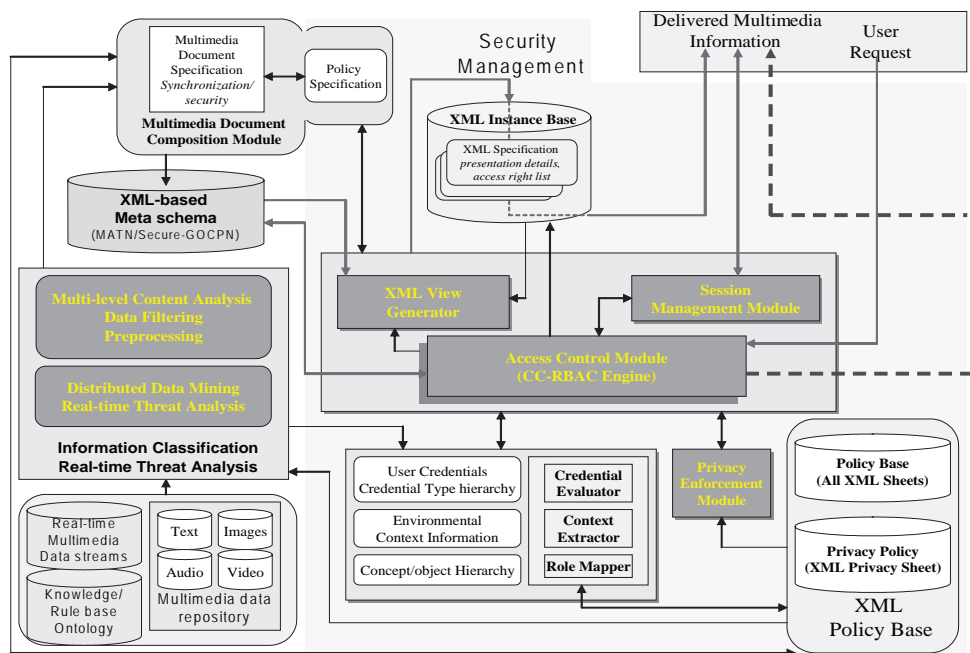 Multimedia
Document
Specification
Synchronization/
security
Policy
Specification
Multimedia Document
Composition Module
Security
Management
Delivered Multimedia
Information
User
Request
XML Instance Base
XML Specification
presentation details,
access right list
XML-based
Meta schema
(MATN/Secure-GOCPN)
Multi-level Content Analysis
Data Filtering
Preprocessing
Distributed Data Mining
Real-time Threat Analysis
Information Classification
Real-time Threat Analysis
XML View
Generator
Session
Management Module
Access Control Module
(CC-RBAC Engine)
Real-time
Multimedia
Data streams
Knowledge/
Rule base
Ontology
Text
Images
Audio
Video
Multimedia data
repository
User Credentials
Credential Type hierarchy
Environmental
Context Information
Concept/object Hierarchy
Credential
Evaluator
Context
Extractor
Role Mapper
Privacy
Enforcement
Module
Policy Base
(All XML Sheets)
Privacy Policy
(XML Privacy Sheet)
XML
Policy Base